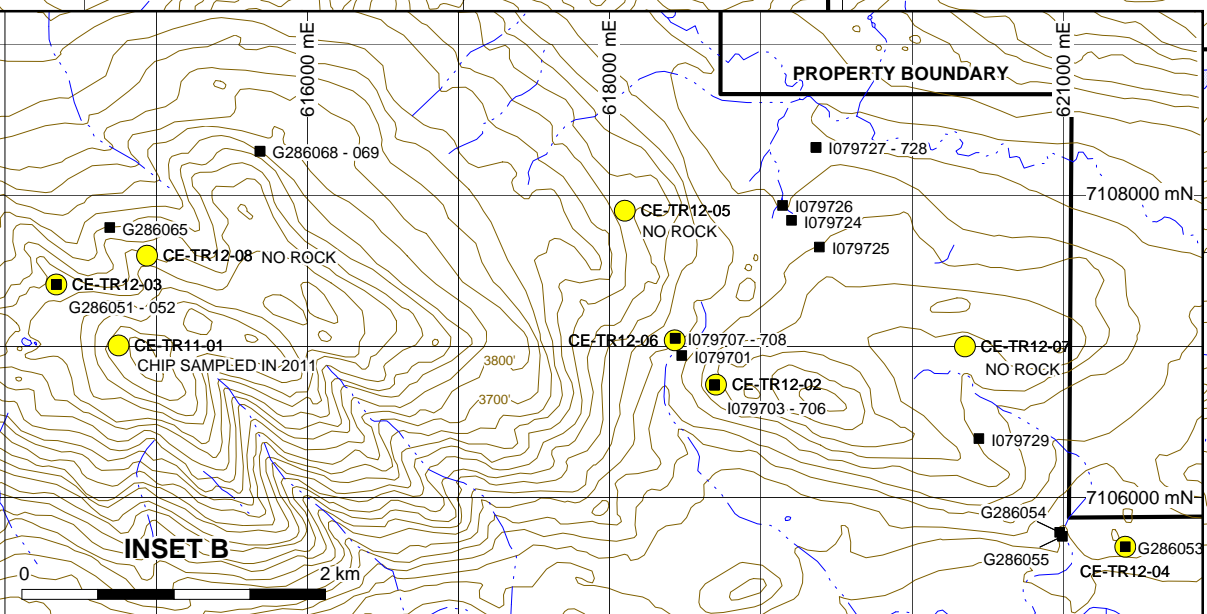 616000 mE
618000 mE
621000 mE
PROPERTY BOUNDARY
G286068 - 069
I079727 - 728
7108000 mN
I079726
CE-TR12-05
NO ROCK
I079724
G286065
I079725
CE-TR12-08 NO ROCK
CE-TR12-03
G286051 - 052
CE-TR12-06
I079707 - 708
CE-TR11-01
CHIP SAMPLED IN 2011
I079701
CE-TR12-07
NO ROCK
3800'
3700'
CE-TR12-02
I079703 - 706
I079729
7106000 mN
G286054
G286055
G286053
CE-TR12-04
INSET B
0 2 km